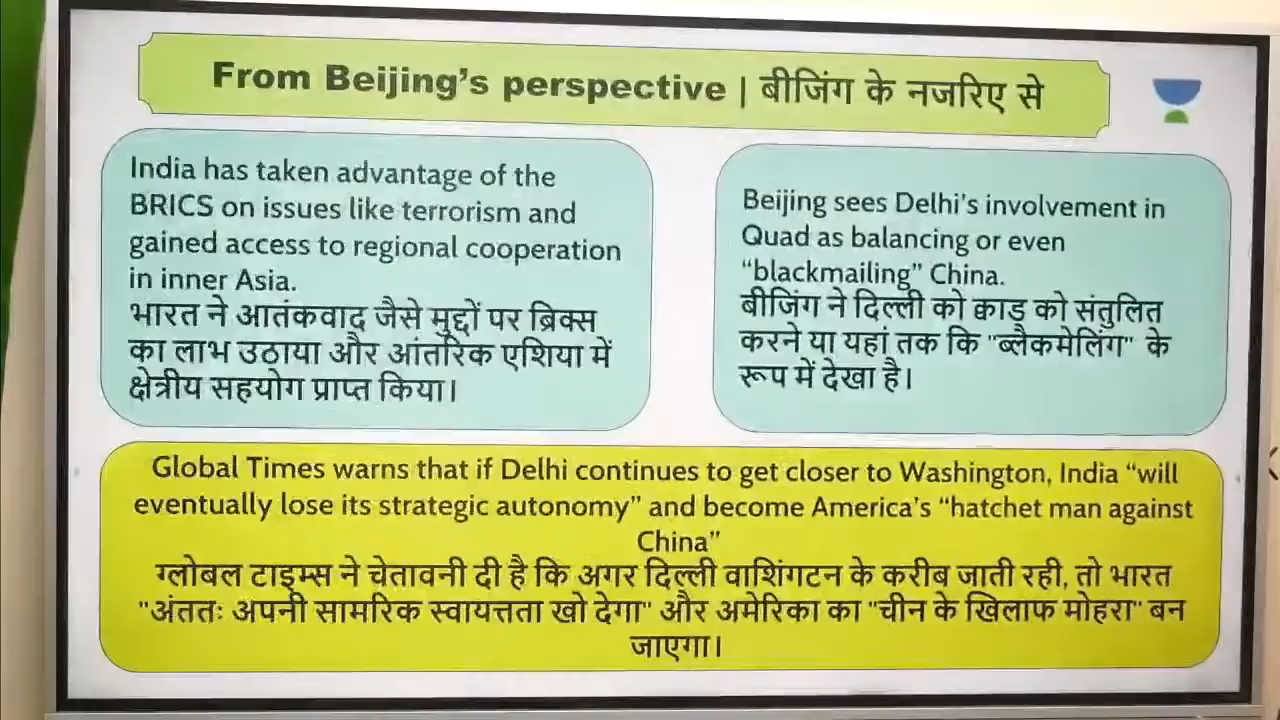 From Beijing's perspective | बीजिंग के नजरिए से
India has taken advantage of the
BRICS on issues like terrorism and
gained access to regional cooperation
in inner Asia.
भारत ने आतंकवाद जैसे मुद्दों पर ब्रिक्स
का लाभ उठाया और आंतरिक एशिया में
क्षेत्रीय सहयोग प्राप्त किया।
Beijing sees Delhi's involvement in
Quad as balancing or even
“blackmailing” China.
बीजिंग ने दिल्ली को क्वाड को संतुलित
करने या यहां तक कि "ब्लैकमेलिंग" के
रूप में देखा है।
Global Times warns that if Delhi continues to get closer to Washington, India “will
eventually lose its strategic autonomy” and become America's “hatchet man against
China”
ग्लोबल टाइम्स ने चेतावनी दी है कि अगर दिल्ली वाशिंगटन के करीब जाती रही, तो भारत
"अंततः अपनी सामरिक स्वायत्तता खो देगा" और अमेरिका का "चीन के खिलाफ मोहरा" बन
जाएगा।